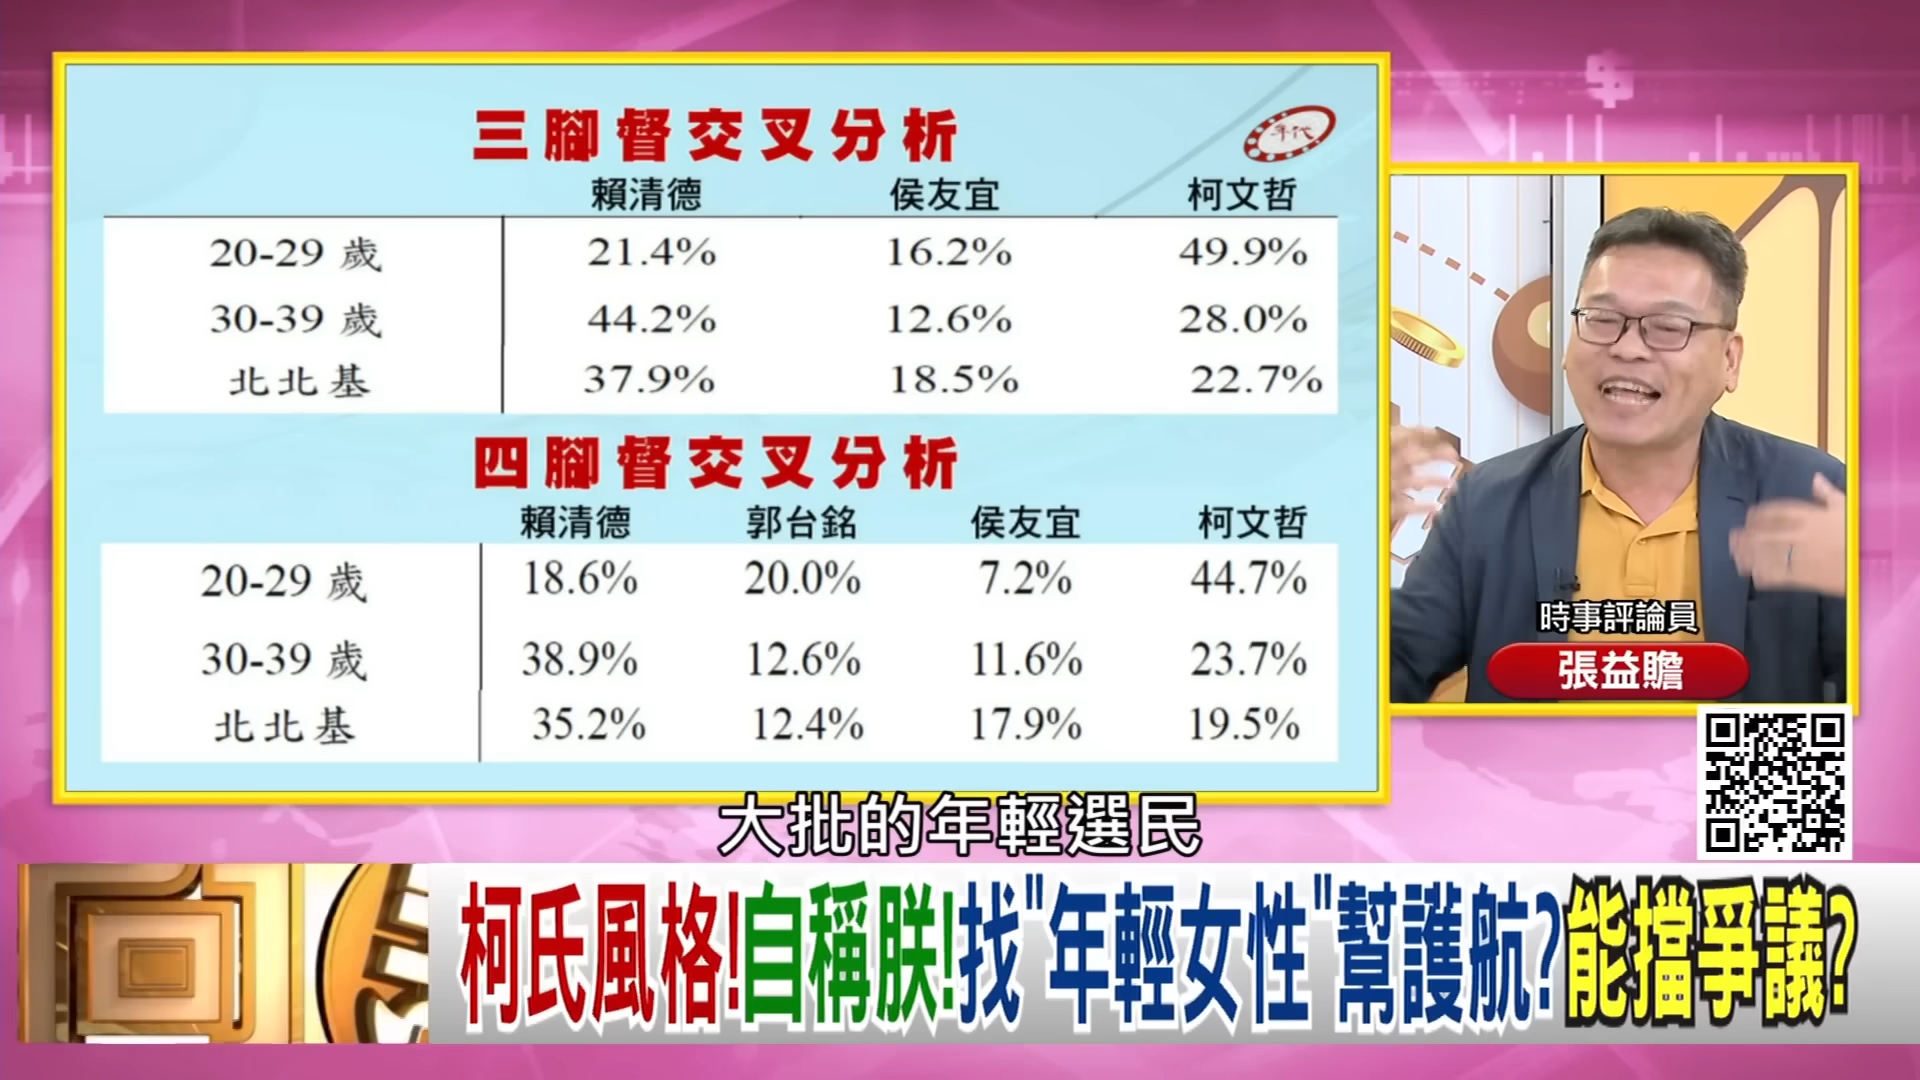 三腳督交叉分析
年代
賴清德 侯友宜 柯文哲
20-29 歲 21.4% 16.2% 49.9%
30-39 歲 44.2% 12.6% 28.0%
北北基 37.9% 18.5% 22.7%
四腳督交叉分析
賴清德 郭台銘 侯友宜 柯文哲
20-29 歲 18.6% 20.0% 7.2% 44.7%
30-39 歲 38.9% 12.6% 11.6% 23.7%
北北基 35.2% 12.4% 17.9% 19.5%
時事評論員
張益贍
大批的年輕選民
柯氏風格!自稱朕!找"年輕女性"幫護航?能擋爭議?